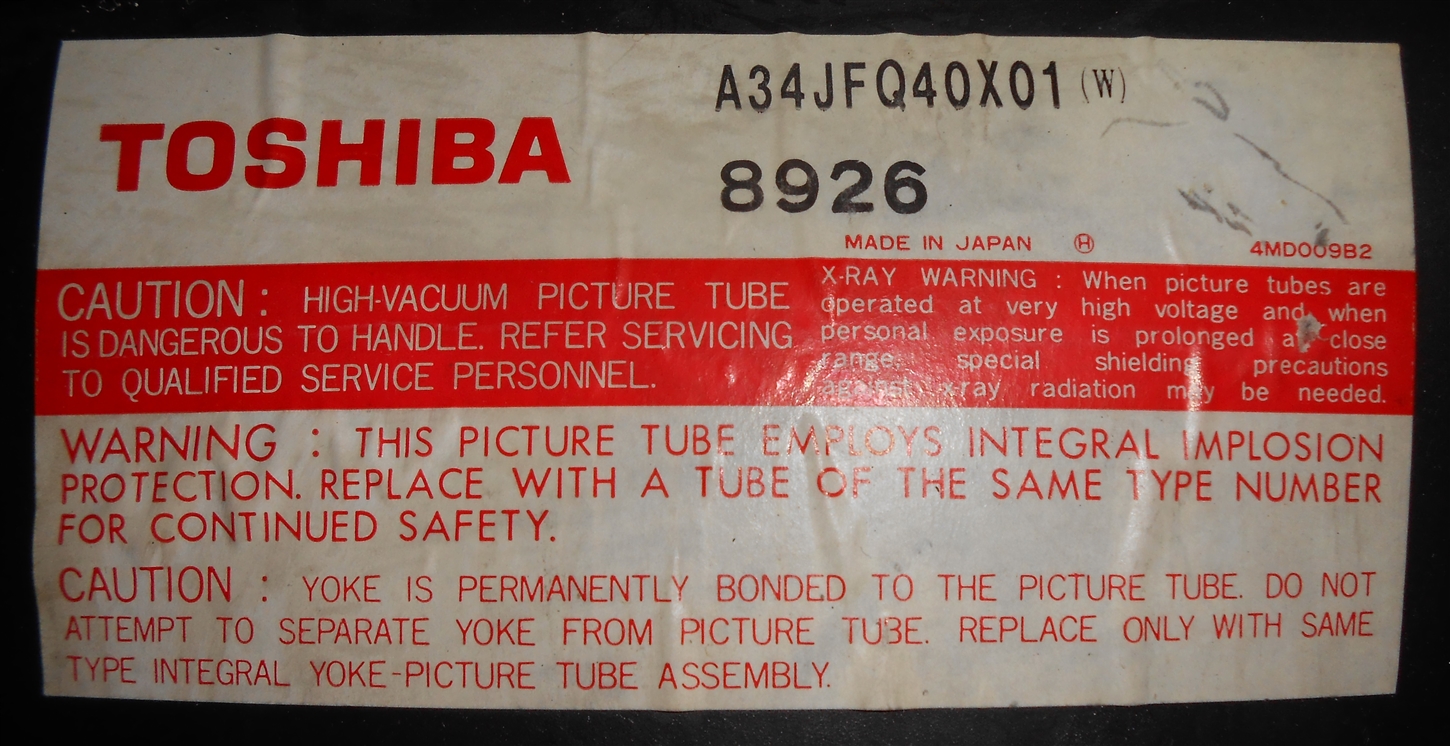 A34JFQ40X01 (W)
TOSHIBA
8926
MADE IN JAPAN Ⓗ 4MD009B2
CAUTION : HIGH-VACUUM PICTURE TUBE
IS DANGEROUS TO HANDLE. REFER SERVICING
TO QUALIFIED SERVICE PERSONNEL.
X-RAY WARNING : When picture tubes are
operated at very high voltage and when
personal exposure is prolonged at close
range, special shielding precautions
against x-ray radiation may be needed.
WARNING : THIS PICTURE TUBE EMPLOYS INTEGRAL IMPLOSION
PROTECTION. REPLACE WITH A TUBE OF THE SAME TYPE NUMBER
FOR CONTINUED SAFETY.
CAUTION : YOKE IS PERMANENTLY BONDED TO THE PICTURE TUBE. DO NOT
ATTEMPT TO SEPARATE YOKE FROM PICTURE TUBE. REPLACE ONLY WITH SAME
TYPE INTEGRAL YOKE-PICTURE TUBE ASSEMBLY.